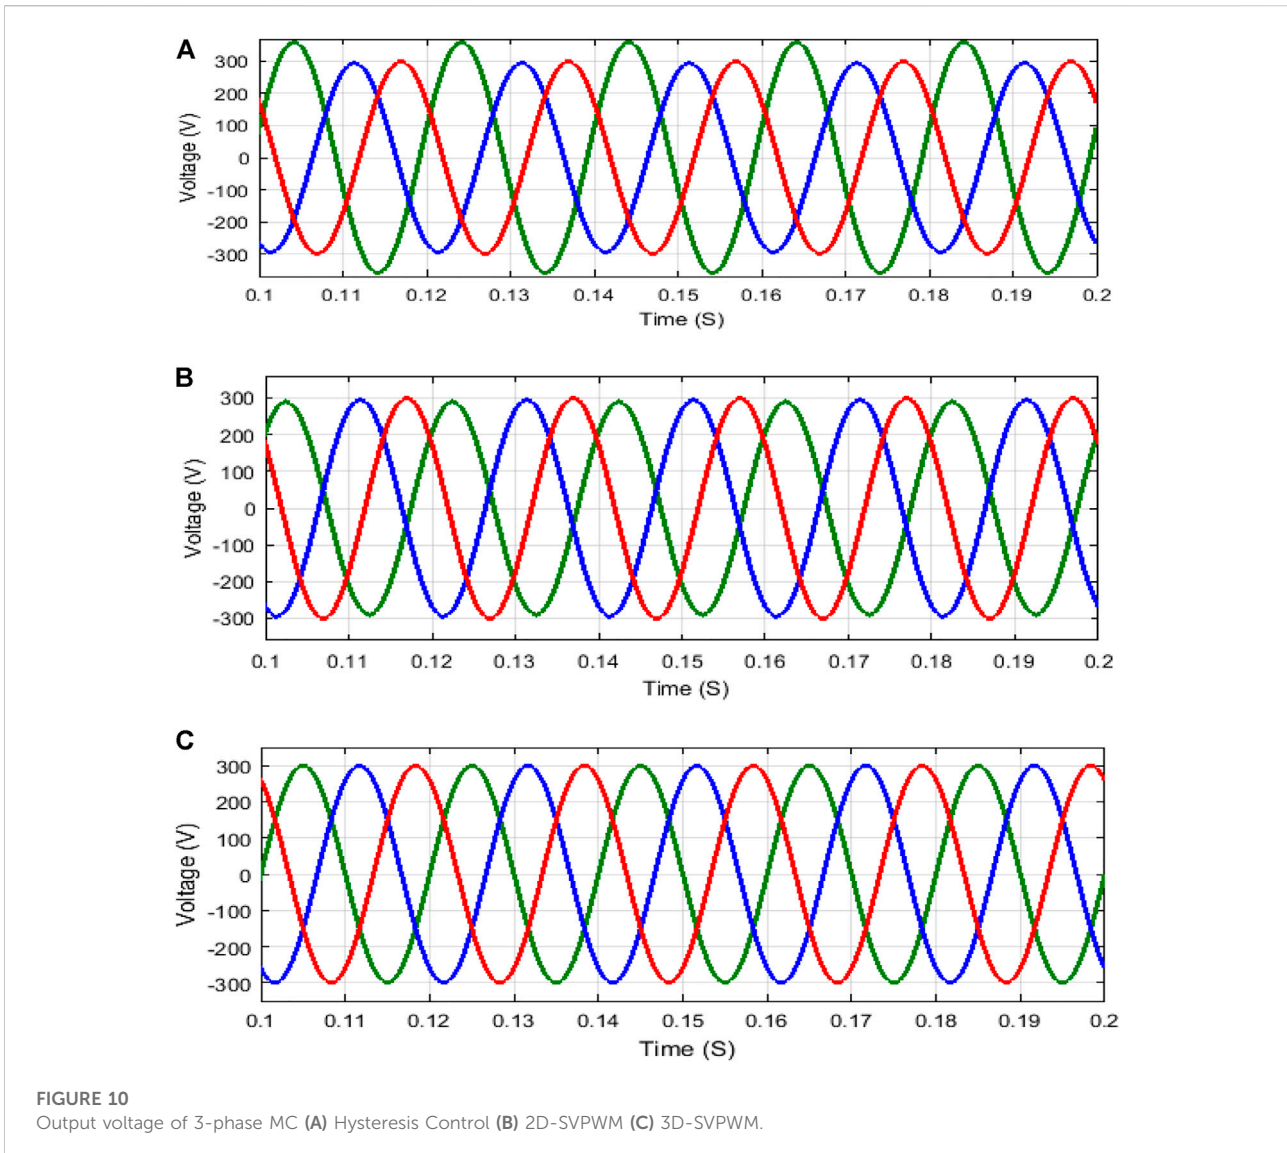 A
300
200
100
0
-100
-200
-300
Voltage (V)
0.1 0.11 0.12 0.13 0.14 0.15 0.16 0.17 0.18 0.19 0.2
Time (S)
B
300
200
100
0
-100
-200
-300
Voltage (V)
0.1 0.11 0.12 0.13 0.14 0.15 0.16 0.17 0.18 0.19 0.2
Time (S)
C
300
200
100
0
-100
-200
-300
Voltage (V)
0.1 0.11 0.12 0.13 0.14 0.15 0.16 0.17 0.18 0.19 0.2
Time (S)
FIGURE 10
Output voltage of 3-phase MC (A) Hysteresis Control (B) 2D-SVPWM (C) 3D-SVPWM.